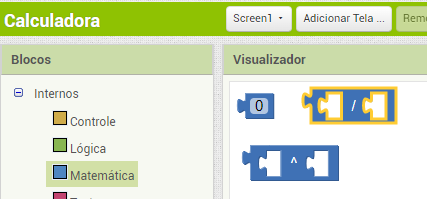 Calculadora
Screen1
Adicionar Tela ...
Blocos
Visualizador
Internos
Controle
Lógica
Matemática
0
/
^